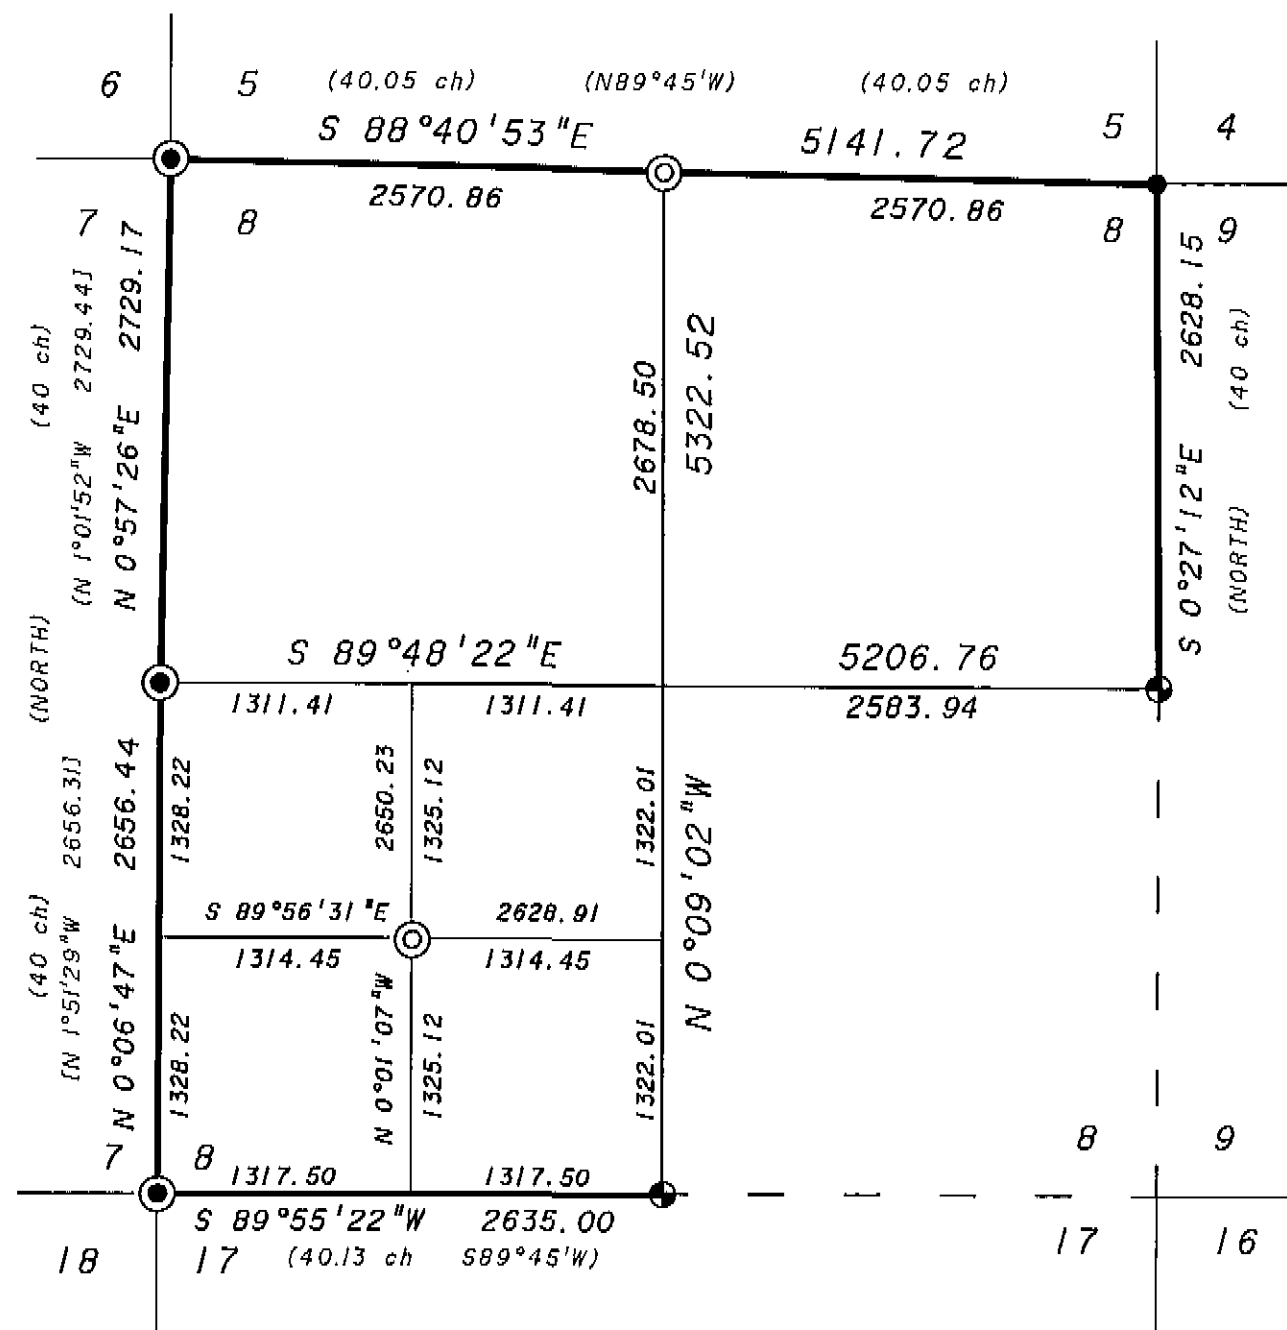 6
5
(40.05 ch)
(N89°45'W)
(40.05 ch)
5
4
S 88°40'53"E
5141.72
2570.86
2570.86
7
8
8
9
(40 ch)
[N 1°01'52"W 2729.44]
N 0°57'26"E 2729.17
2678.50
5322.52
S 0°27'12"E 2628.15
(40 ch)
(NORTH)
(NORTH)
S 89°48'22"E
5206.76
1311.41
1311.41
2583.94
(40 ch)
[N 1°51'29"W 2656.31]
N 0°06'47"E 2656.44
1328.22
2650.23
1325.12
1322.01
N 0°09'02"W
S 89°56'31"E
2628.91
1314.45
1314.45
1328.22
N 0°01'07"W
1325.12
1322.01
7
8
8
9
1317.50
1317.50
S 89°55'22"W
2635.00
18
17
(40.13 ch S89°45'W)
17
16